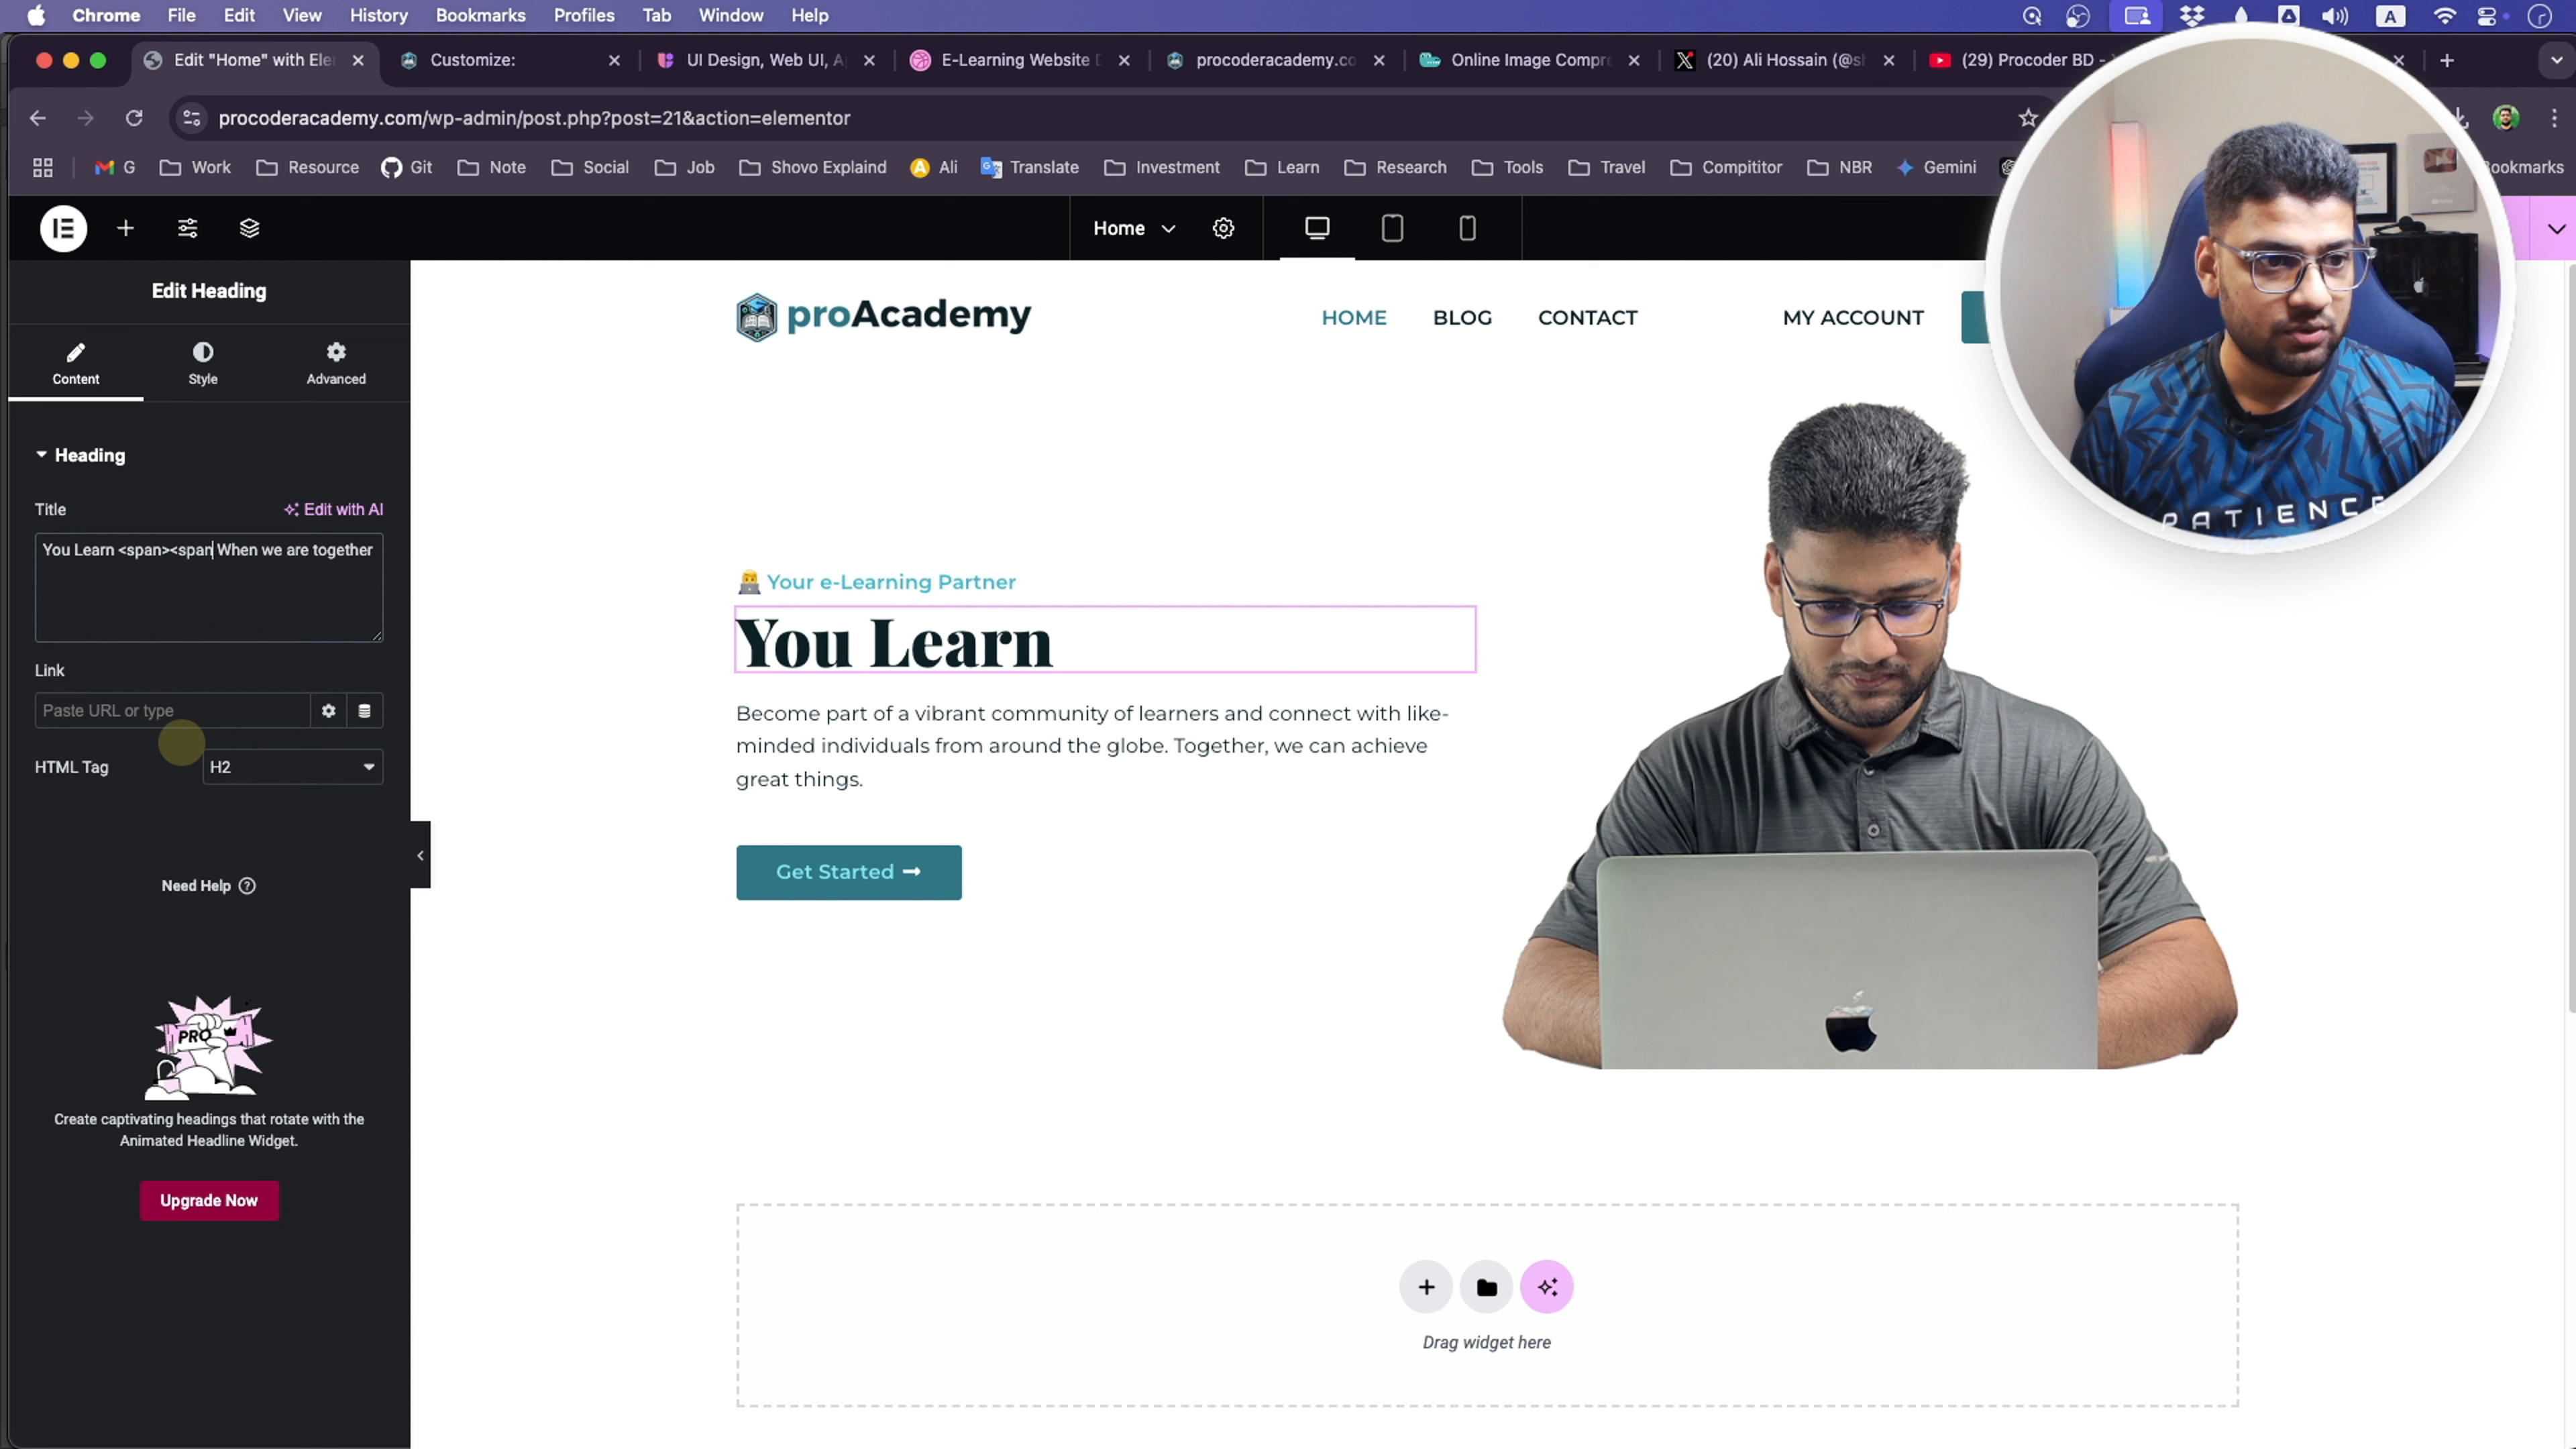 Chrome File Edit View History Bookmarks Profiles Tab Window Help
A
Edit "Home" with Ele
Customize:
UI Design, Web UI, A
E-Learning Website D
procoderacademy.co
Online Image Compre
X
(20) Ali Hossain (@sh
(29) Procoder BD -
procoderacademy.com/wp-admin/post.php?post=21&action=elementor
G Work Resource Git Note Social Job Shovo Explaind Ali Translate Investment Learn Research Tools Travel Compititor NBR Gemini
ookmarks
Home
Edit Heading
Content Style Advanced
Heading
Title Edit with AI
You Learn <span><span When we are together
Link
Paste URL or type
HTML Tag H2
Need Help ?
PRO
Create captivating headings that rotate with the
Animated Headline Widget.
Upgrade Now
proAcademy
HOME BLOG CONTACT MY ACCOUNT
Your e-Learning Partner
You Learn
Become part of a vibrant community of learners and connect with like-
minded individuals from around the globe. Together, we can achieve
great things.
Get Started
Drag widget here
PATIENCE